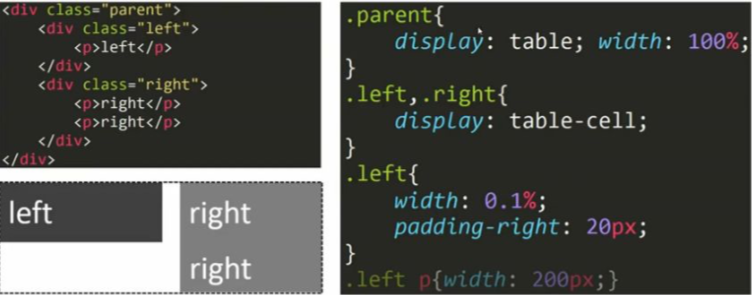 <div class="parent">
<div class="left">
<p>left</p>
</div>
<div class="right">
<p>right</p>
<p>right</p>
</div>
</div>
left
right
right
.parent{
display: table; width: 100%;
}
.left,.right{
display: table-cell;
}
.left{
width: 0.1%;
padding-right: 20px;
}
.left p{width: 200px;}